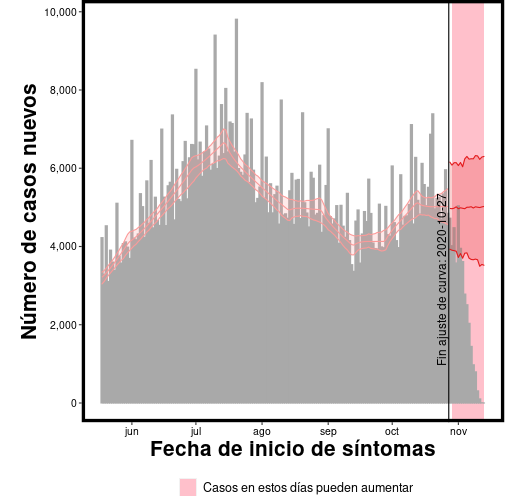 Número de casos nuevos
10,000
8,000
6,000
4,000
2,000
0
Fin ajuste de curva: 2020-10-27
jun jul ago sep oct nov
Fecha de inicio de síntomas
Casos en estos días pueden aumentar